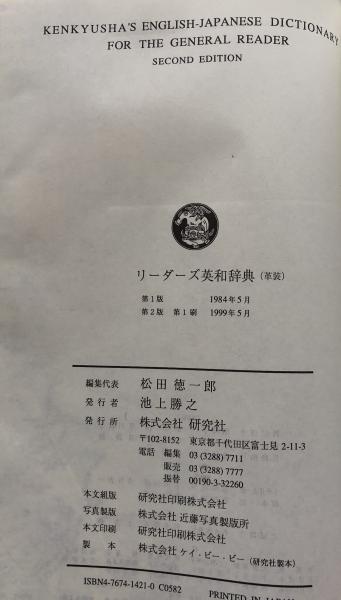 KENKYUSHA'S ENGLISH-JAPANESE DICTIONARY
FOR THE GENERAL READER
SECOND EDITION
リーダーズ英和辞典 (革装)
第1版 1984年5月
第2版 第1刷 1999年5月
編集代表 松田徳一郎
発行者 池上勝之
発行所 株式会社 研究社
〒102-8152 東京都千代田区富士見 2-11-3
電話 編集 03 (3288) 7711
販売 03 (3288) 7777
振替 00190-3-32260
本文組版 研究社印刷株式会社
写真製版 株式会社 近藤写真製版所
本文印刷 研究社印刷株式会社
製本 株式会社 ケイ・ビー・ビー (研究社製本)
ISBN4-7674-1421-0 C0582
PRINTED IN JAPAN